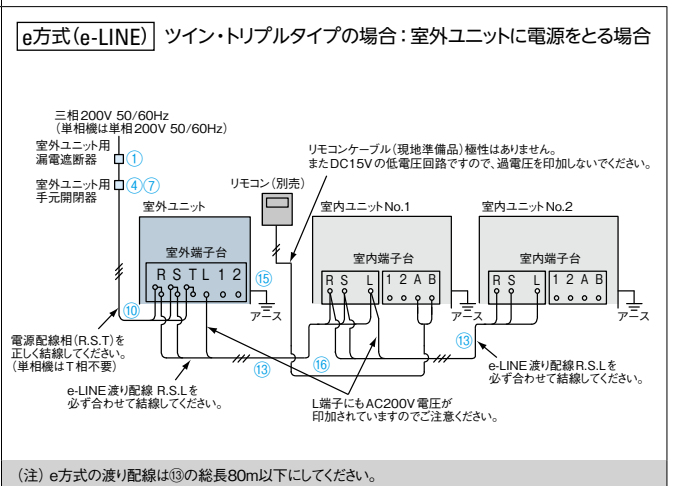 e方式(e-LINE) ツイン・トリプルタイプの場合：室外ユニットに電源をとる場合
三相200V 50/60Hz
(単相機は単相200V 50/60Hz)
室外ユニット用
漏電遮断器
①
室外ユニット用
手元開閉器
④⑦
リモコンケーブル(現地準備品)極性はありません。
またDC15Vの低電圧回路ですので、過電圧を印加しないでください。
リモコン(別売)
室外ユニット
室外端子台
R S T L 1 2
⑮
アース
室内ユニットNo.1
室内端子台
R S L 1 2 A B
アース
室内ユニットNo.2
室内端子台
R S L 1 2 A B
アース
⑩
電源配線相(R.S.T)を
正しく結線してください。
(単相機はT相不要)
⑬
⑯
⑬
e-LINE渡り配線 R.S.Lを
必ず合わせて結線してください。
L端子にもAC200V電圧が
印加されていますのでご注意ください。
e-LINE渡り配線R.S.Lを
必ず合わせて結線してください。
(注) e方式の渡り配線は⑬の総長80m以下にしてください。